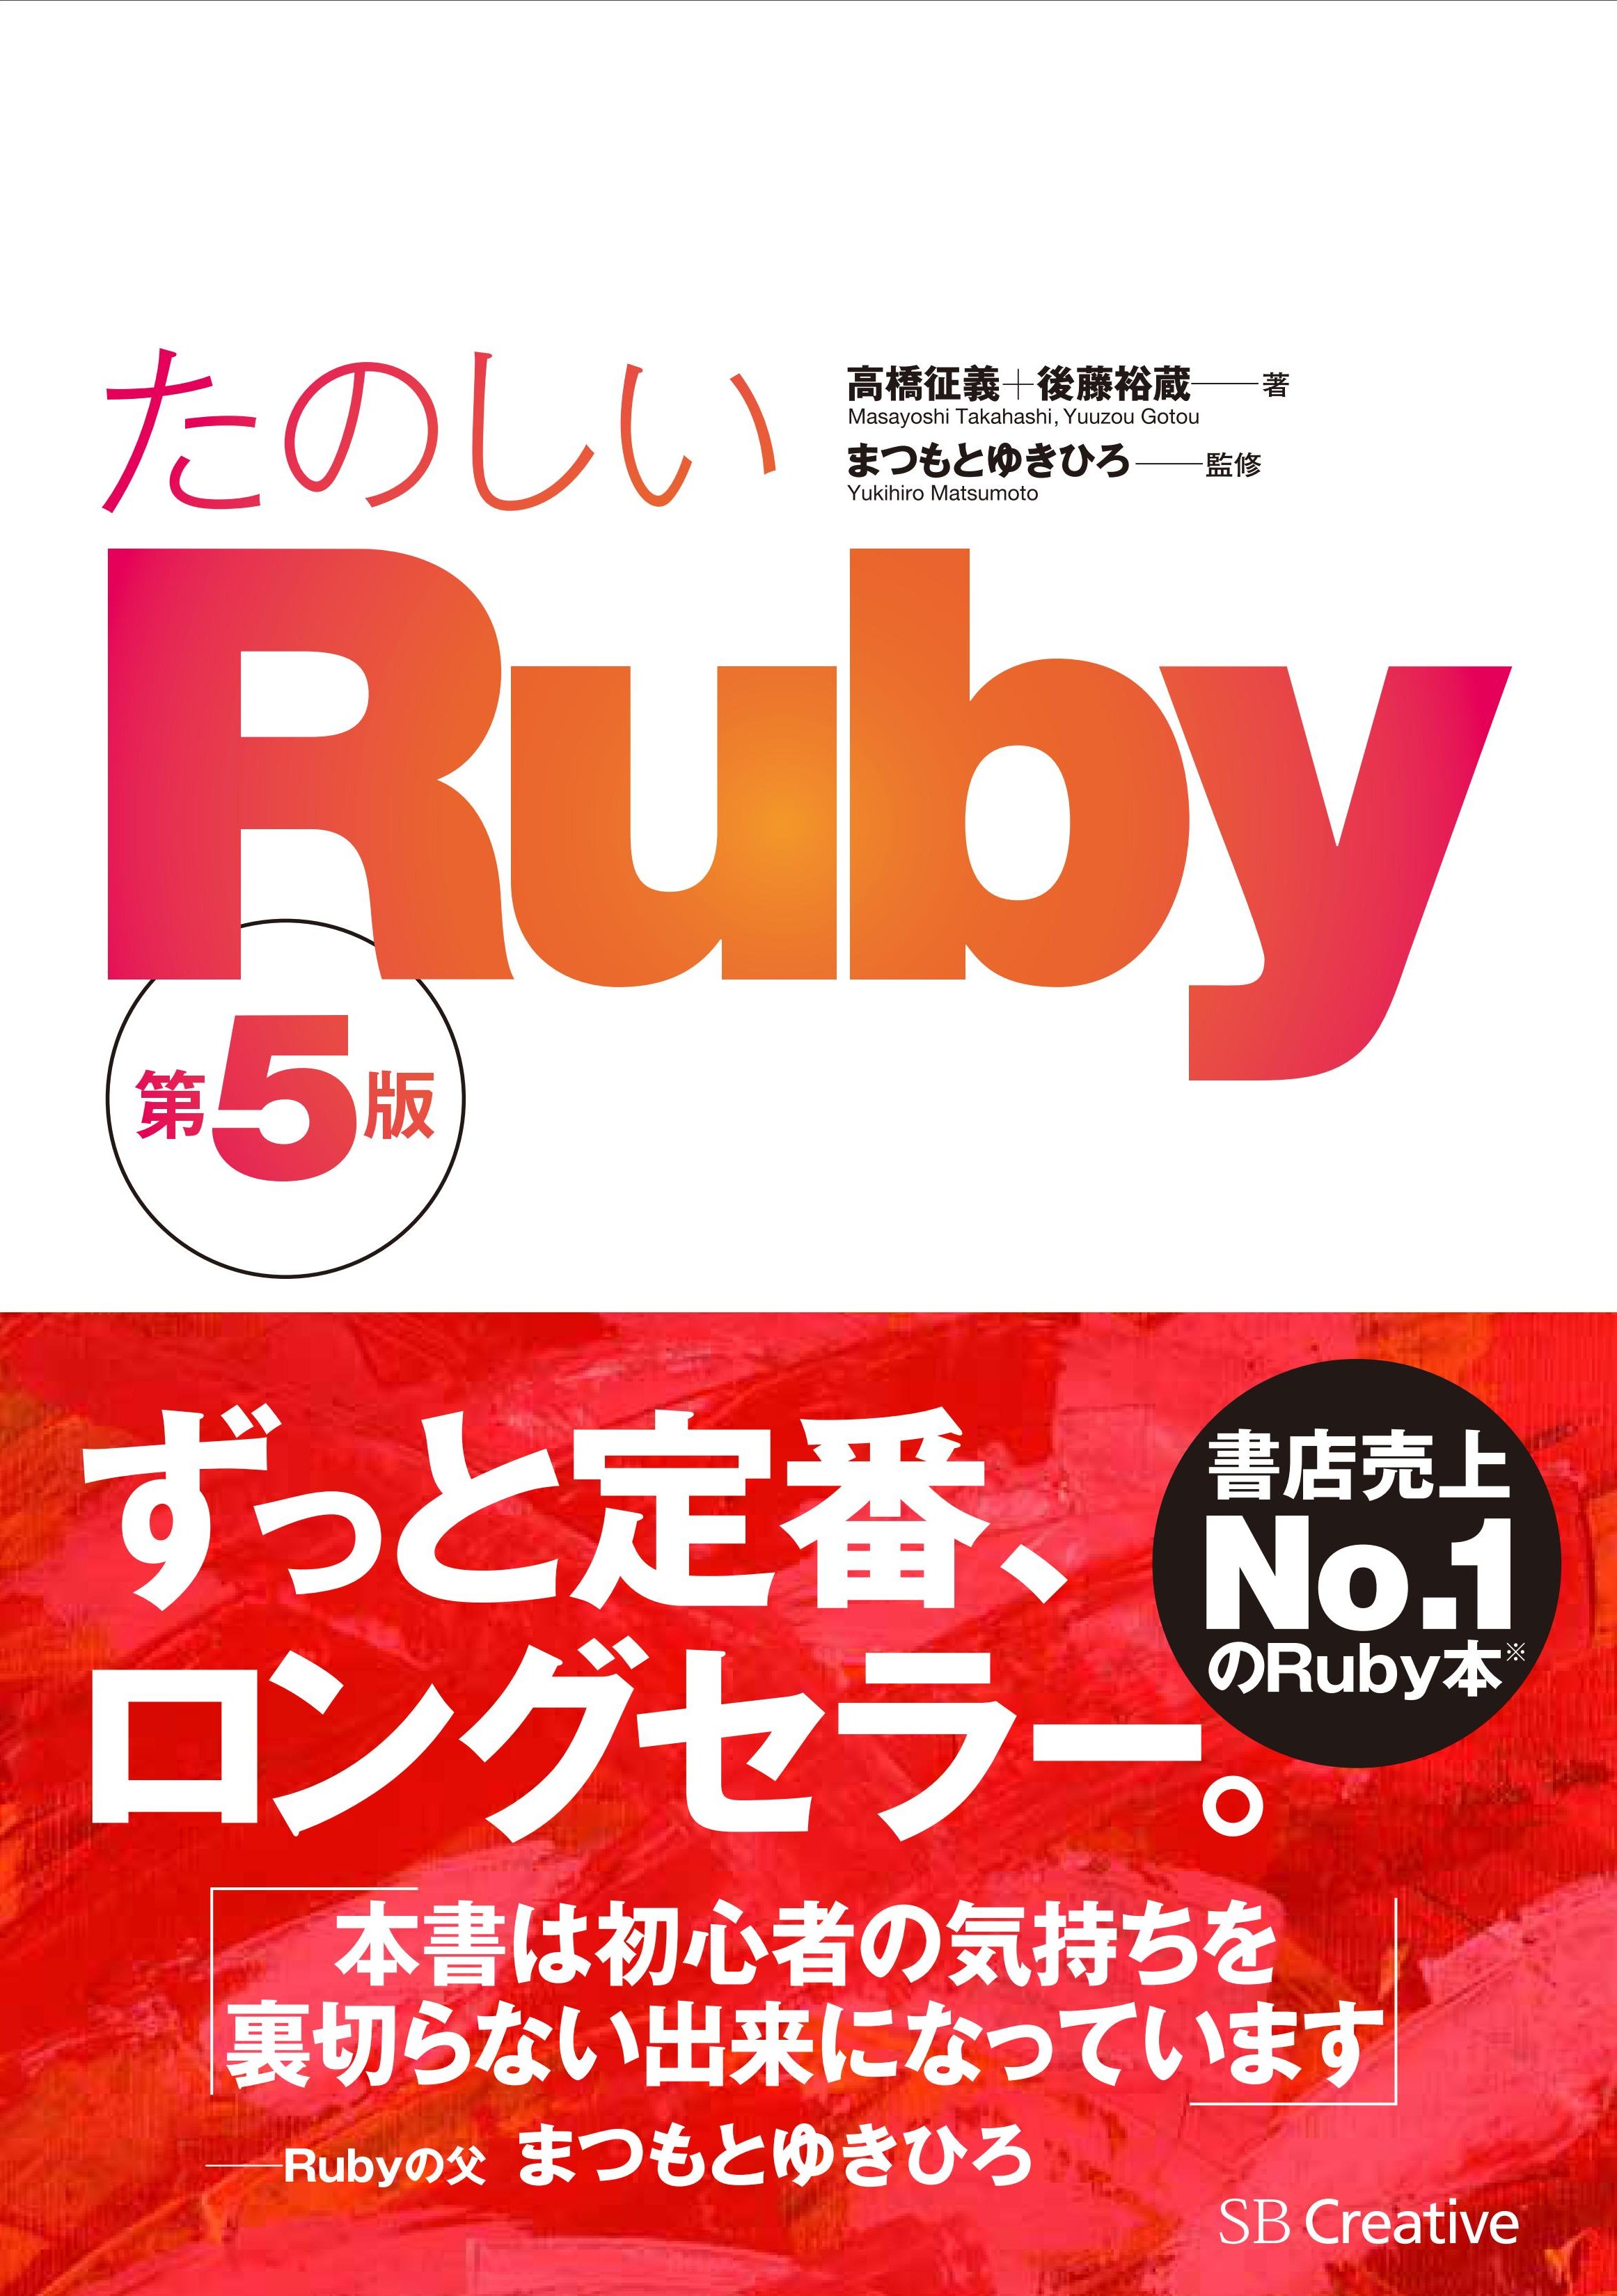 たのしい
高橋征義+後藤裕蔵――著
Masayoshi Takahashi, Yuuzou Gotou
まつもとゆきひろ――監修
Yukihiro Matsumoto
Ruby
第5版
ずっと定番、
ロングセラー。
書店売上
No.1
のRuby本※
「本書は初心者の気持ちを
裏切らない出来になっています」
――Rubyの父 まつもとゆきひろ
SB Creative